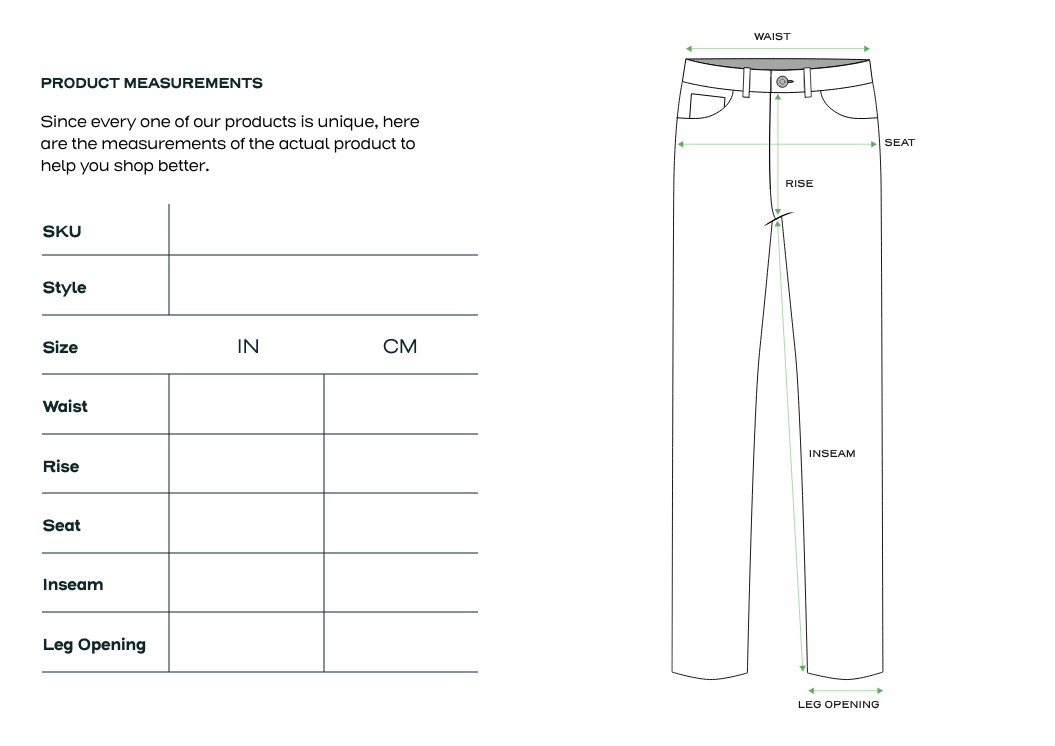 PRODUCT MEASUREMENTS
Since every one of our products is unique, here
are the measurements of the actual product to
help you shop better.
SKU
Style
Size IN CM
Waist
Rise
Seat
Inseam
Leg Opening
WAIST
SEAT
RISE
INSEAM
LEG OPENING